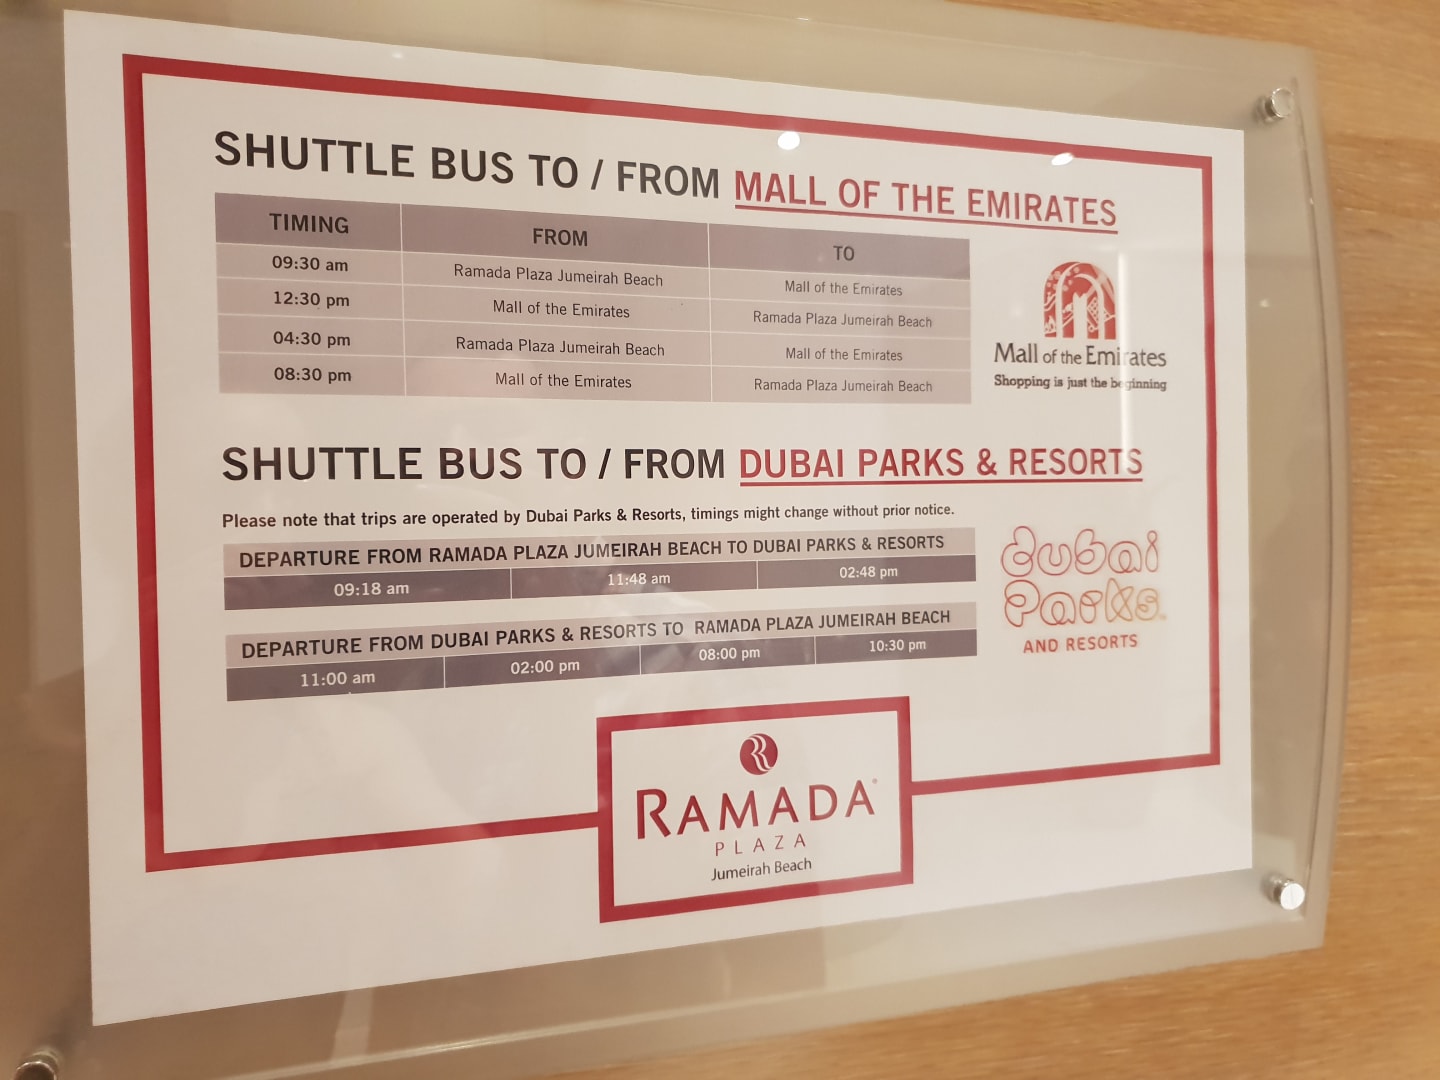 SHUTTLE BUS TO / FROM MALL OF THE EMIRATES
TIMING FROM TO
09:30 am Ramada Plaza Jumeirah Beach Mall of the Emirates
12:30 pm Mall of the Emirates Ramada Plaza Jumeirah Beach
04:30 pm Ramada Plaza Jumeirah Beach Mall of the Emirates
08:30 pm Mall of the Emirates Ramada Plaza Jumeirah Beach
Mall of the Emirates
Shopping is just the beginning
SHUTTLE BUS TO / FROM DUBAI PARKS & RESORTS
Please note that trips are operated by Dubai Parks & Resorts, timings might change without prior notice.
DEPARTURE FROM RAMADA PLAZA JUMEIRAH BEACH TO DUBAI PARKS & RESORTS
09:18 am 11:48 am 02:48 pm
DEPARTURE FROM DUBAI PARKS & RESORTS TO RAMADA PLAZA JUMEIRAH BEACH
11:00 am 02:00 pm 08:00 pm 10:30 pm
dubai
Parks
AND RESORTS
RAMADA
PLAZA
Jumeirah Beach